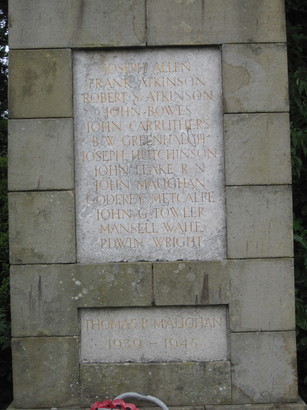 JOSEPH ALLEN
FRANK ATKINSON
ROBERT S. ATKINSON
JOHN BOWES
JOHN CARRUTHERS
B.W. GREENHALGH
JOSEPH HUTCHINSON
JOHN LEAKE R.N
JOHN MAUGHAN
GODFREY METCALFE
JOHN G. TOWLER
MANSELL
EDWIN WRIGHT
THOMAS P. MAUGHAN
1939 - 1945